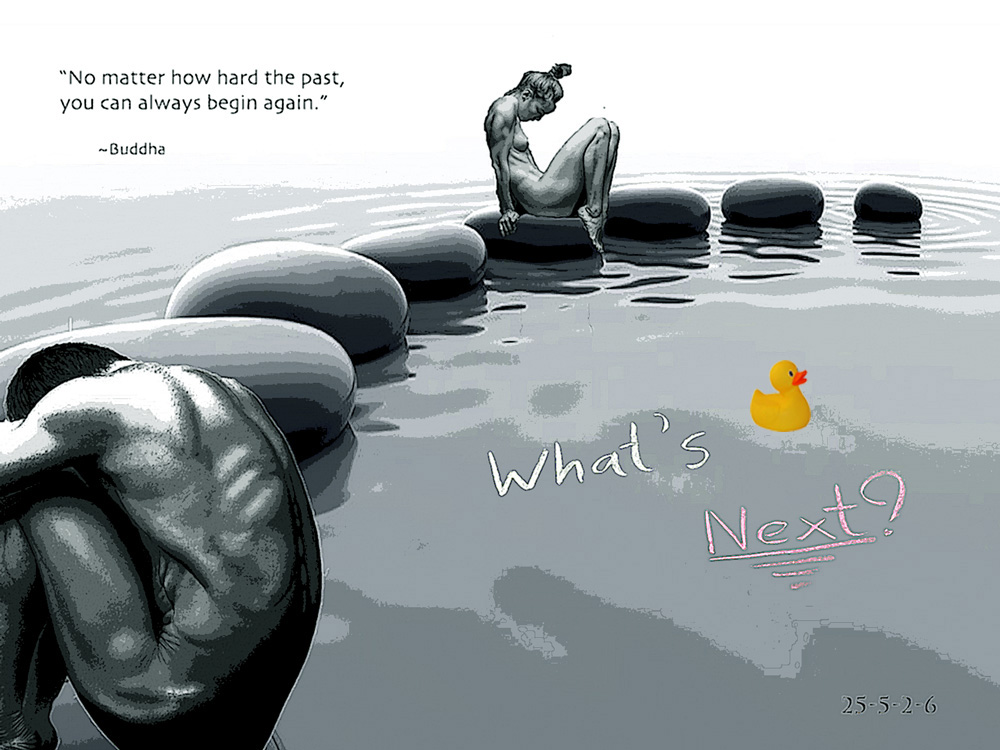 “No matter how hard the past,
you can always begin again.”
~Buddha
What's
Next?
25-5-2-6